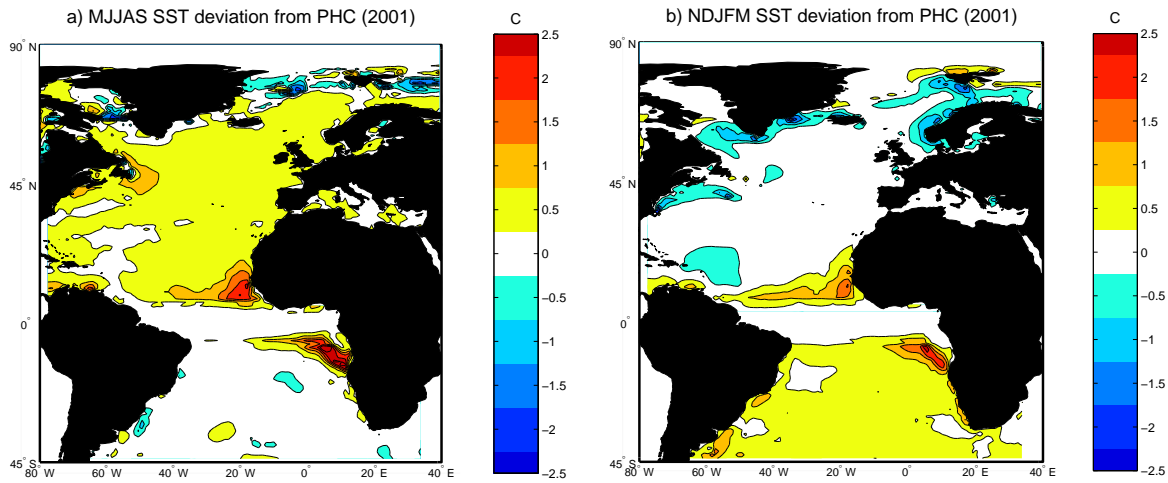 a) MJJAS SST deviation from PHC (2001)
C
90° N
45° N
0°
45° S
80° W
60° W
40° W
20° W
0°
20° E
40° E
2.5
2
1.5
1
0.5
0
−0.5
−1
−1.5
−2
−2.5
b) NDJFM SST deviation from PHC (2001)
C
90° N
45° N
0°
45° S
80° W
60° W
40° W
20° W
0°
20° E
40° E
2.5
2
1.5
1
0.5
0
−0.5
−1
−1.5
−2
−2.5